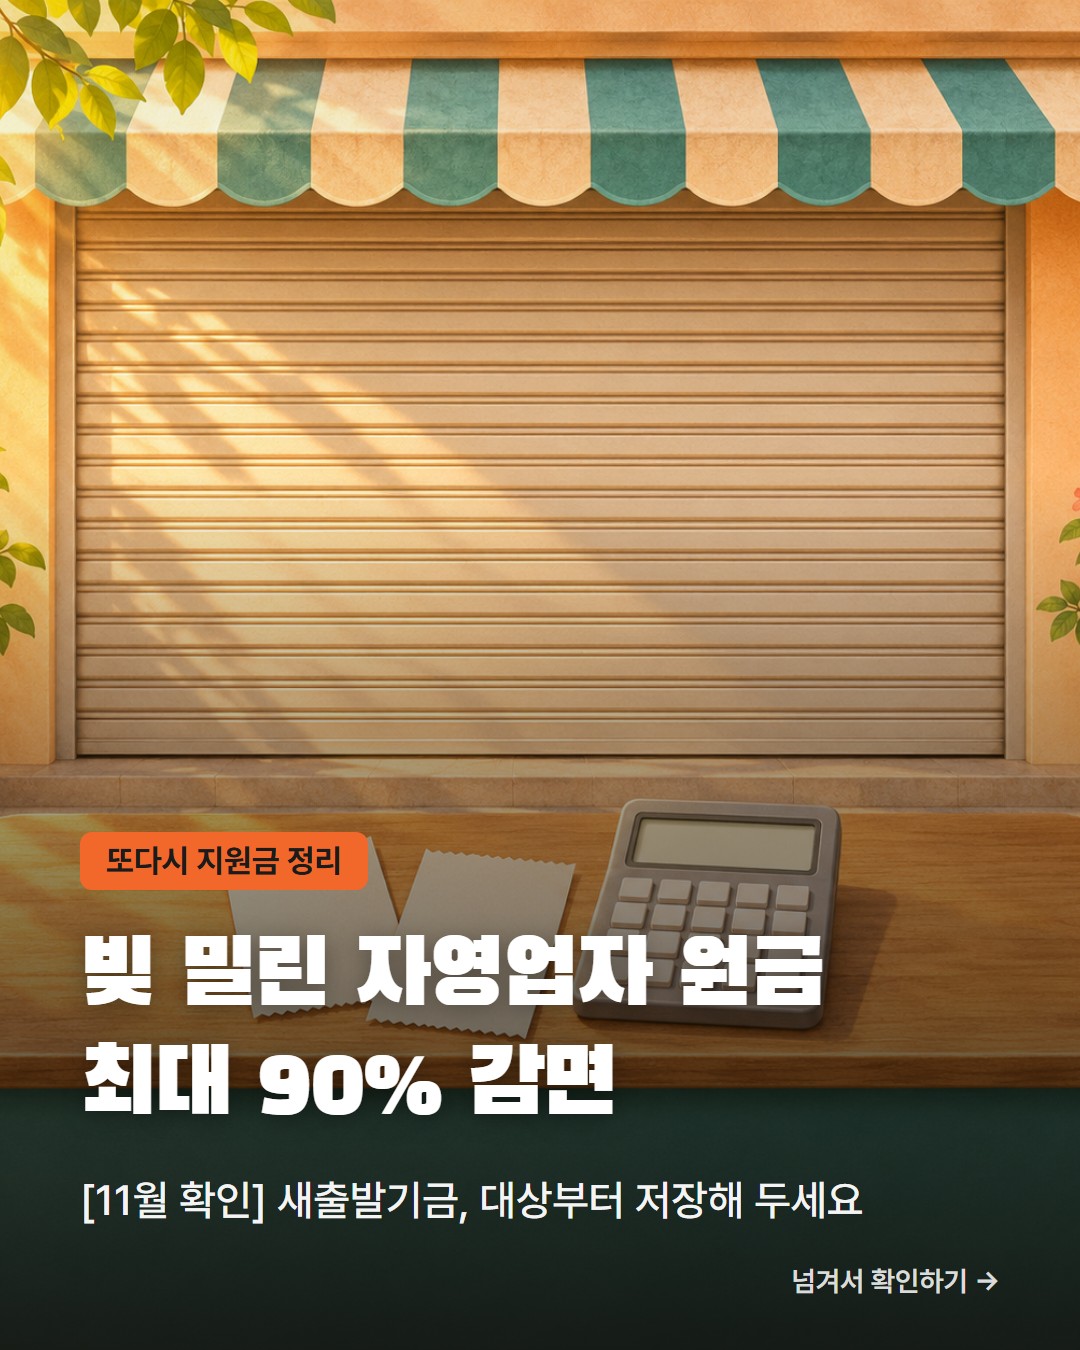 또다시 지원금 정리
빚 밀린 자영업자 원금
최대 90% 감면
[11월 확인] 새출발기금, 대상부터 저장해 두세요
넘겨서 확인하기 →